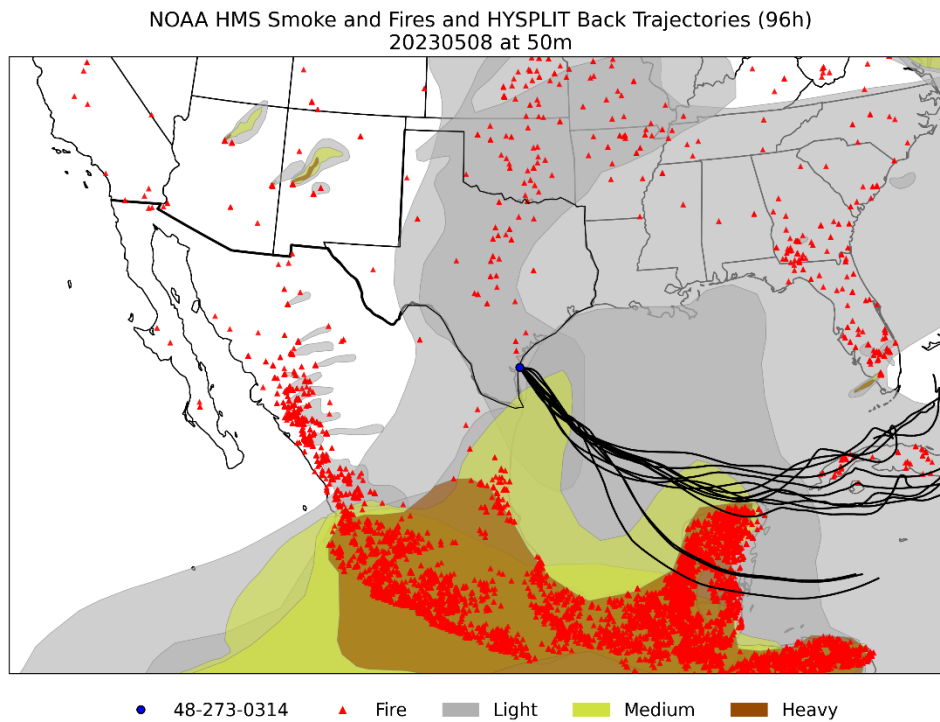 NOAA HMS Smoke and Fires and HYSPLIT Back Trajectories (96h)
20230508 at 50m
48-273-0314 Fire Light Medium Heavy